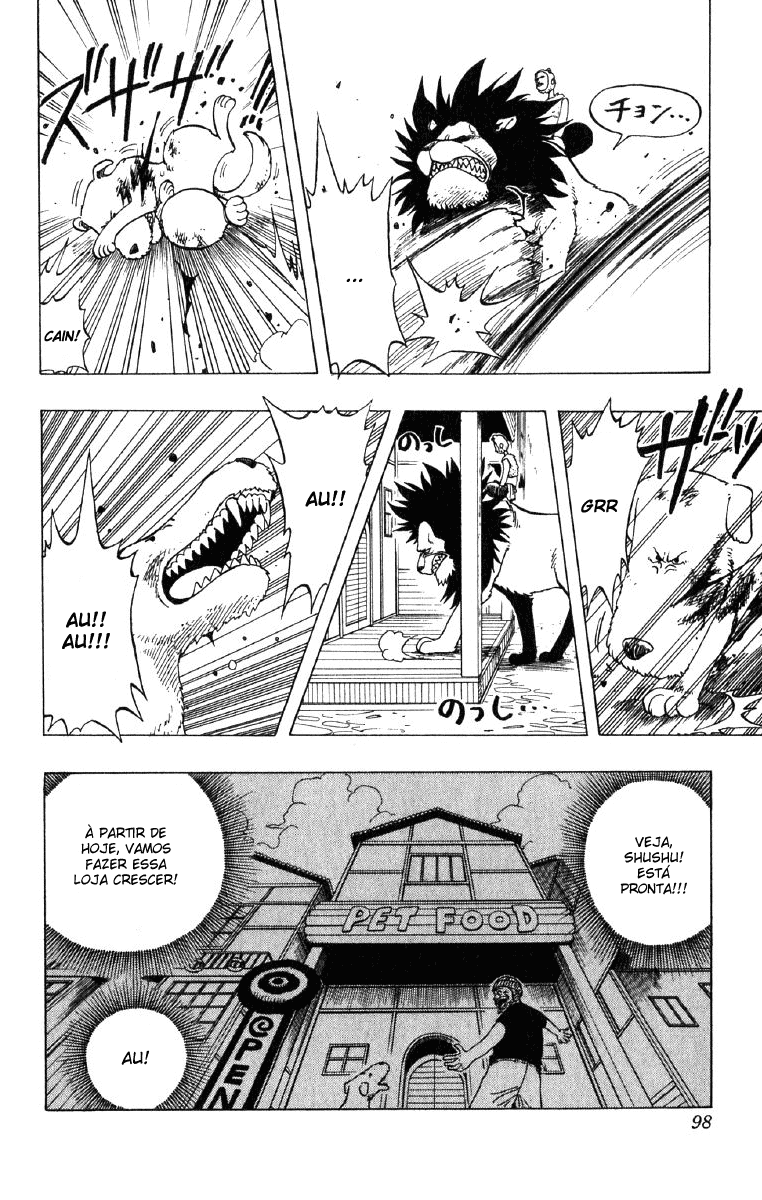 チョン…
...
ズザザザ
CAIN!
ザッ
GRR
のっし
のっし…
AU!!
AU!!
AU!!!
VEJA,
SHUSHU!
ESTÁ
PRONTA!!!
PET FOOD
À PARTIR DE
HOJE, VAMOS
FAZER ESSA
LOJA CRESCER!
OPEN
AU!
98